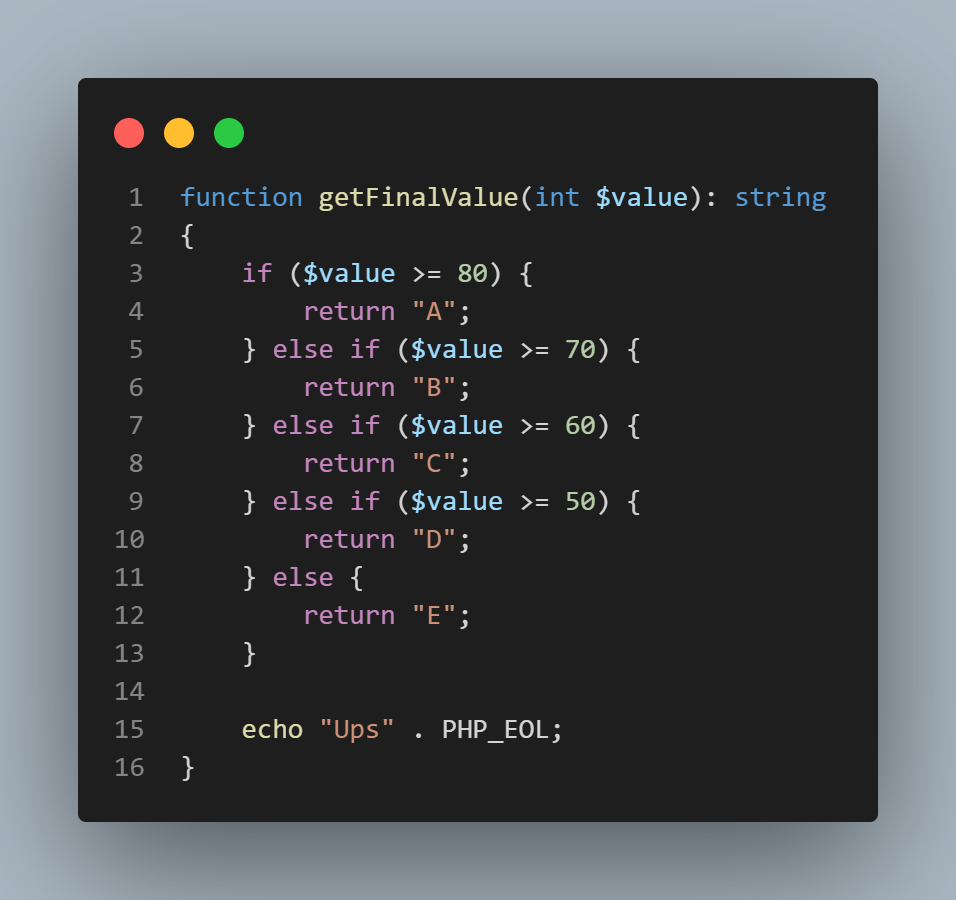 1 function getFinalValue(int $value): string
2 {
3     if ($value >= 80) {
4         return "A";
5     } else if ($value >= 70) {
6         return "B";
7     } else if ($value >= 60) {
8         return "C";
9     } else if ($value >= 50) {
10         return "D";
11     } else {
12         return "E";
13     }
14
15     echo "Ups" . PHP_EOL;
16 }